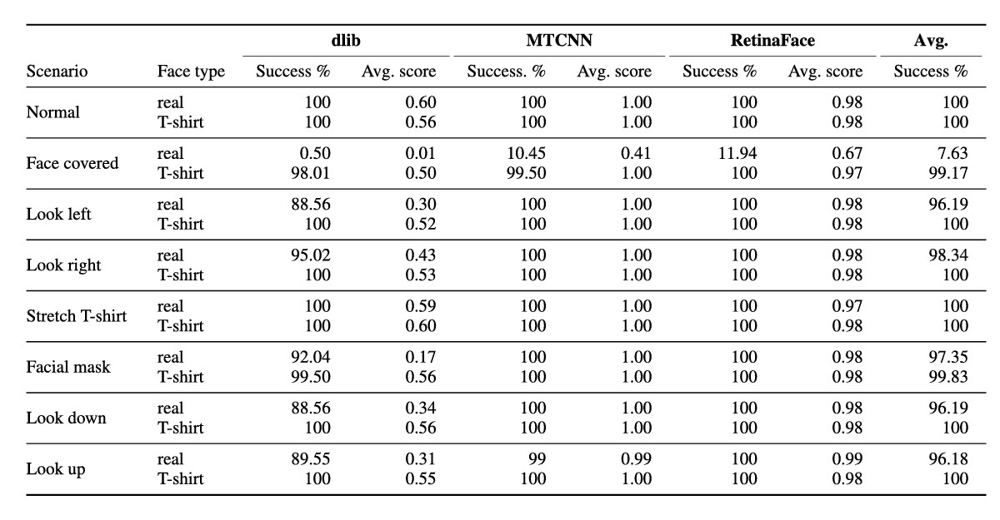 dlib MTCNN RetinaFace Avg.
Scenario Face type Success % Avg. score Success. % Avg. score Success % Avg. score Success %
Normal real 100 0.60 100 1.00 100 0.98 100
T-shirt 100 0.56 100 1.00 100 0.98 100
Face covered real 0.50 0.01 10.45 0.41 11.94 0.67 7.63
T-shirt 98.01 0.50 99.50 1.00 100 0.97 99.17
Look left real 88.56 0.30 100 1.00 100 0.98 96.19
T-shirt 100 0.52 100 1.00 100 0.98 100
Look right real 95.02 0.43 100 1.00 100 0.98 98.34
T-shirt 100 0.53 100 1.00 100 0.98 100
Stretch T-shirt real 100 0.59 100 1.00 100 0.97 100
T-shirt 100 0.60 100 1.00 100 0.98 100
Facial mask real 92.04 0.17 100 1.00 100 0.98 97.35
T-shirt 99.50 0.56 100 1.00 100 0.98 99.83
Look down real 88.56 0.34 100 1.00 100 0.98 96.19
T-shirt 100 0.56 100 1.00 100 0.98 100
Look up real 89.55 0.31 99 0.99 100 0.99 96.18
T-shirt 100 0.55 100 1.00 100 0.98 100